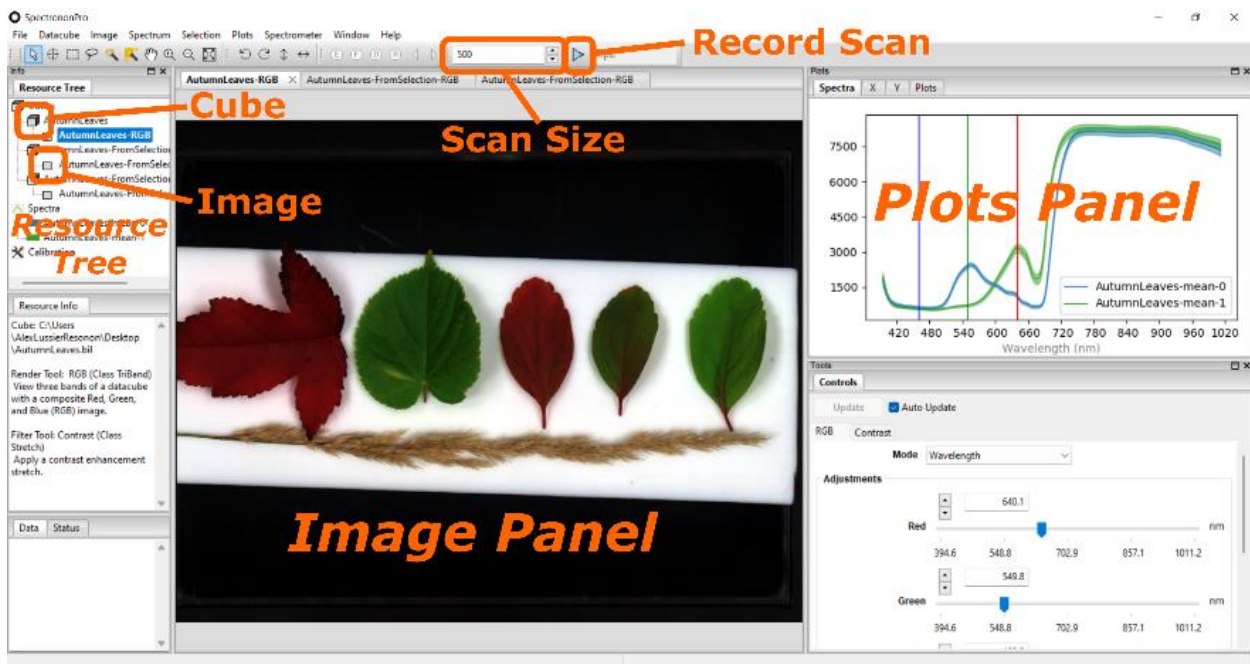 SpectrononPro
File Datacube Image Spectrum Selection Plots Spectrometer Window Help
500
Record Scan
Info
Resource Tree
Cube
AutumnLeaves
AutumnLeaves-RGB
AutumnLeaves-FromSelection
AutumnLeaves-FromSelec
AutumnLeaves-FromSelection
Image
Spectra
AutumnLeaves-mean-1
Calibration
Resource
Tree
Resource Info
Cube: C:\Users
\AlexLussierResonon\Desktop
\AutumnLeaves.bil
Render Tool: RGB (Class TriBand)
View three bands of a datacube
with a composite Red, Green,
and Blue (RGB) image.
Filter Tool: Contrast (Class
Stretch)
Apply a contrast enhancement
stretch.
Data Status
AutumnLeaves-RGB AutumnLeaves-FromSelection-RGB AutumnLeaves-FromSelection-RGB
Scan Size
Image Panel
Plots
Spectra X Y Plots
7500
6000
4500
3000
1500
Plots Panel
AutumnLeaves-mean-0
AutumnLeaves-mean-1
420 480 540 600 660 720 780 840 900 960 1020
Wavelength (nm)
Tools
Controls
Update Auto Update
RGB Contrast
Mode Wavelength
Adjustments
640.1
Red nm
394.6 548.8 702.9 857.1 1011.2
549.8
Green nm
394.6 548.8 702.9 857.1 1011.2